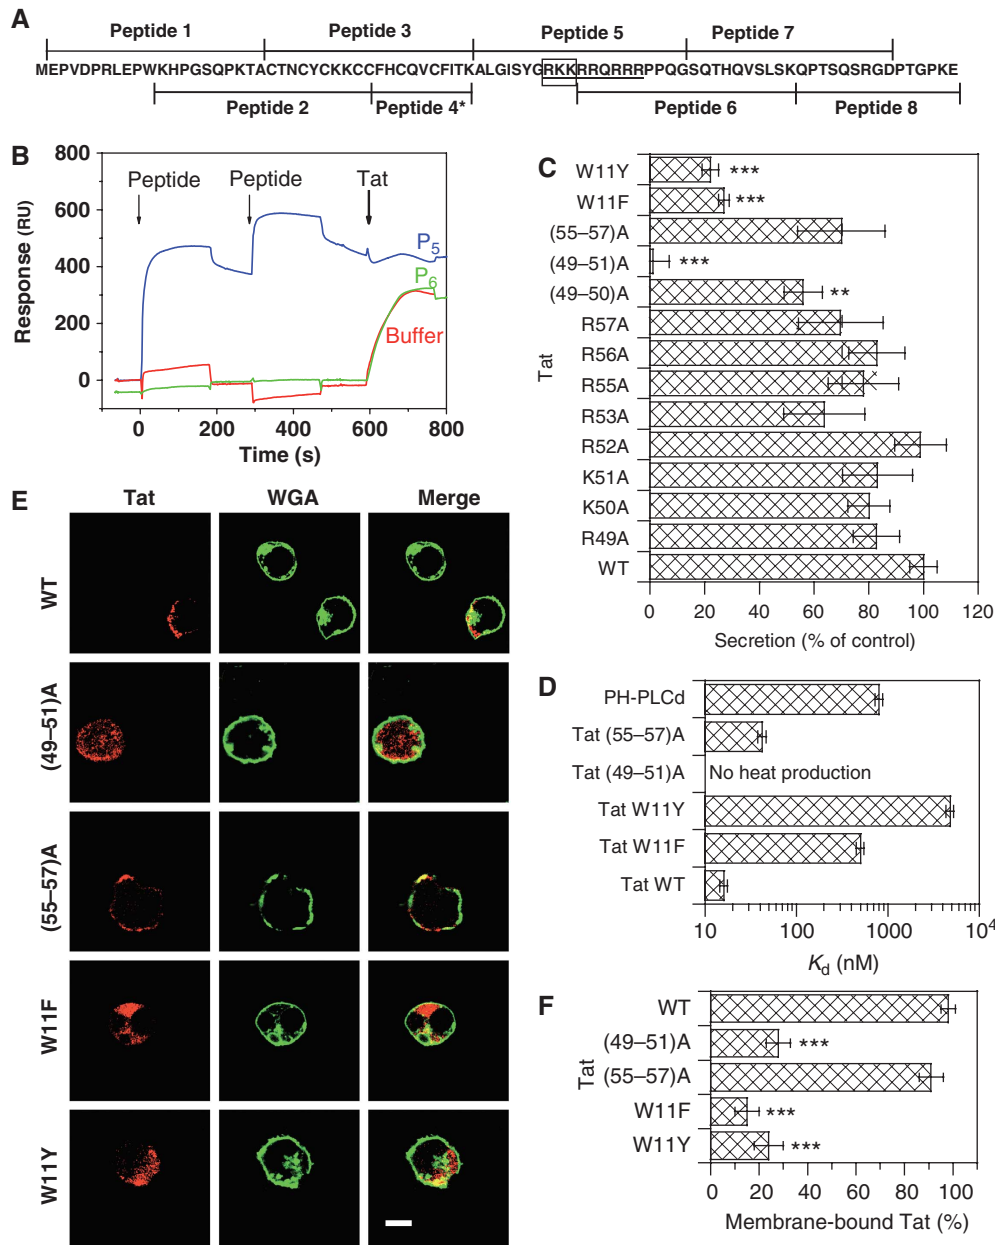 A
Peptide 1
Peptide 3
Peptide 5
Peptide 7
MEPVDPRLEPWKHPGSQPKTACTNCYCKKCCFHCQVCFITKALGISYGRKKRRQRRRPPQGSQTHQVSLSKQPTSQSRGDPTGPKE
Peptide 2
Peptide 4*
Peptide 6
Peptide 8
B
800
600
400
200
0
Response (RU)
Peptide
Peptide
Tat
P5
P6
Buffer
0
200
400
600
800
Time (s)
C
W11Y
W11F
(55–57)A
(49–51)A
(49–50)A
R57A
R56A
R55A
R53A
R52A
K51A
K50A
R49A
WT
Tat
***
***
***
**
0
20
40
60
80
100
120
Secretion (% of control)
D
PH-PLCd
Tat (55–57)A
Tat (49–51)A
No heat production
Tat W11Y
Tat W11F
Tat WT
10
100
1000
10⁴
Kd (nM)
E
Tat
WGA
Merge
WT
(49–51)A
(55–57)A
W11F
W11Y
F
WT
(49–51)A
(55–57)A
W11F
W11Y
Tat
***
***
***
0
20
40
60
80
100
Membrane-bound Tat (%)